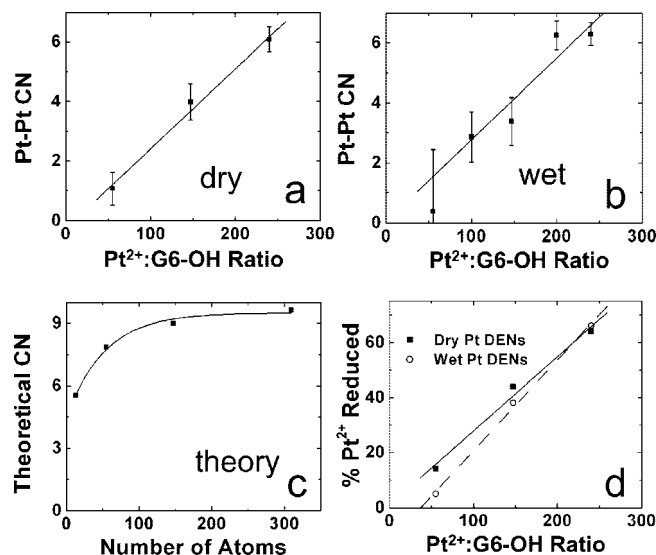 6
4
2
0
Pt-Pt CN
dry
a
0 100 200 300
Pt²⁺:G6-OH Ratio
6
4
2
0
Pt-Pt CN
wet
b
0 100 200 300
Pt²⁺:G6-OH Ratio
9
6
3
0
Theoretical CN
theory
c
0 100 200 300
Number of Atoms
60
40
20
0
% Pt²⁺ Reduced
Dry Pt DENs
Wet Pt DENs
d
0 100 200 300
Pt²⁺:G6-OH Ratio